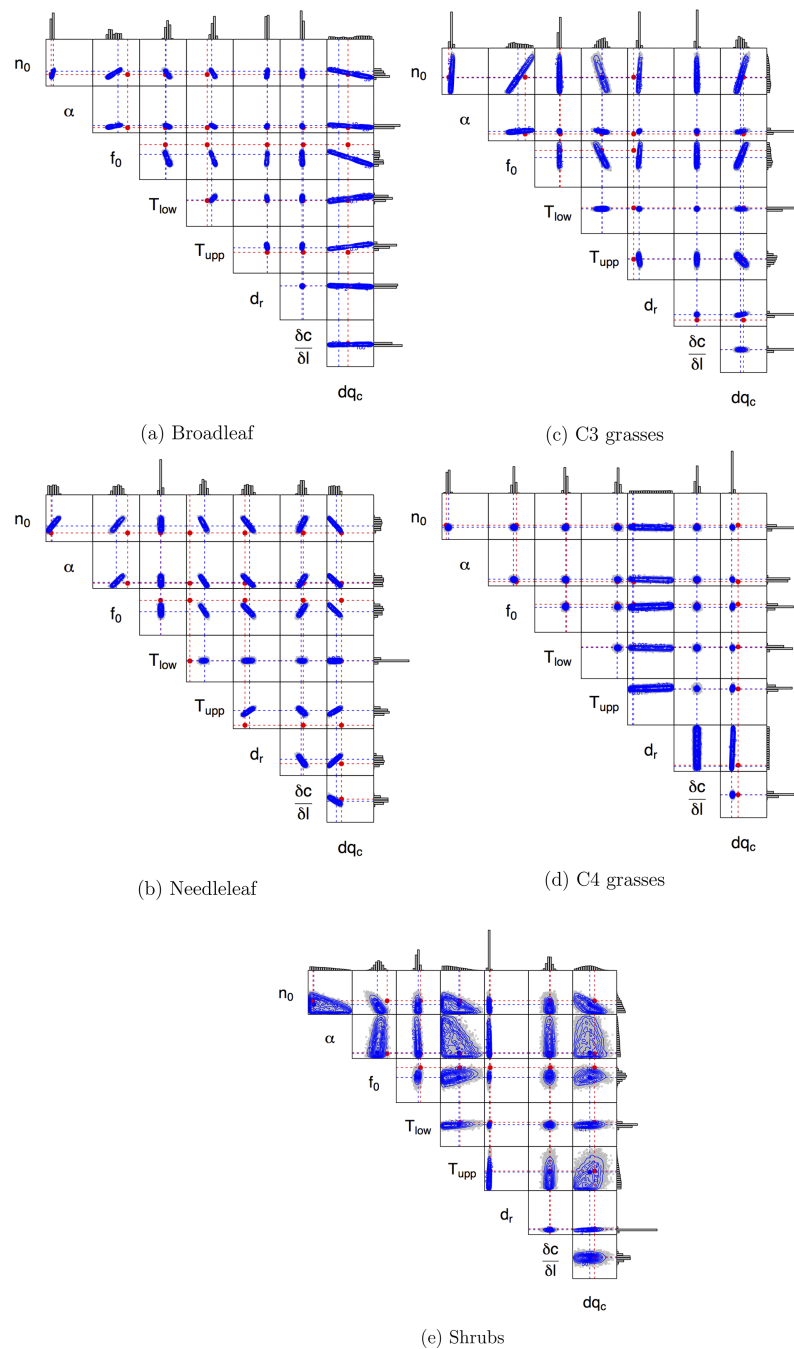 n0
α
f0
Tlow
Tupp
dr
δc
δl
dqc
(a) Broadleaf
n0
α
f0
Tlow
Tupp
dr
δc
δl
dqc
(c) C3 grasses
n0
α
f0
Tlow
Tupp
dr
δc
δl
dqc
(b) Needleleaf
n0
α
f0
Tlow
Tupp
dr
δc
δl
dqc
(d) C4 grasses
n0
α
f0
Tlow
Tupp
dr
δc
δl
dqc
(e) Shrubs